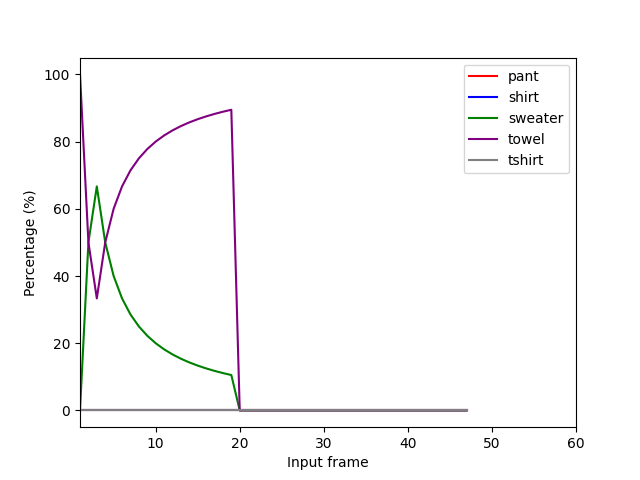 100
80
60
40
20
0
Percentage (%)
pant
shirt
sweater
towel
tshirt
10 20 30 40 50 60
Input frame